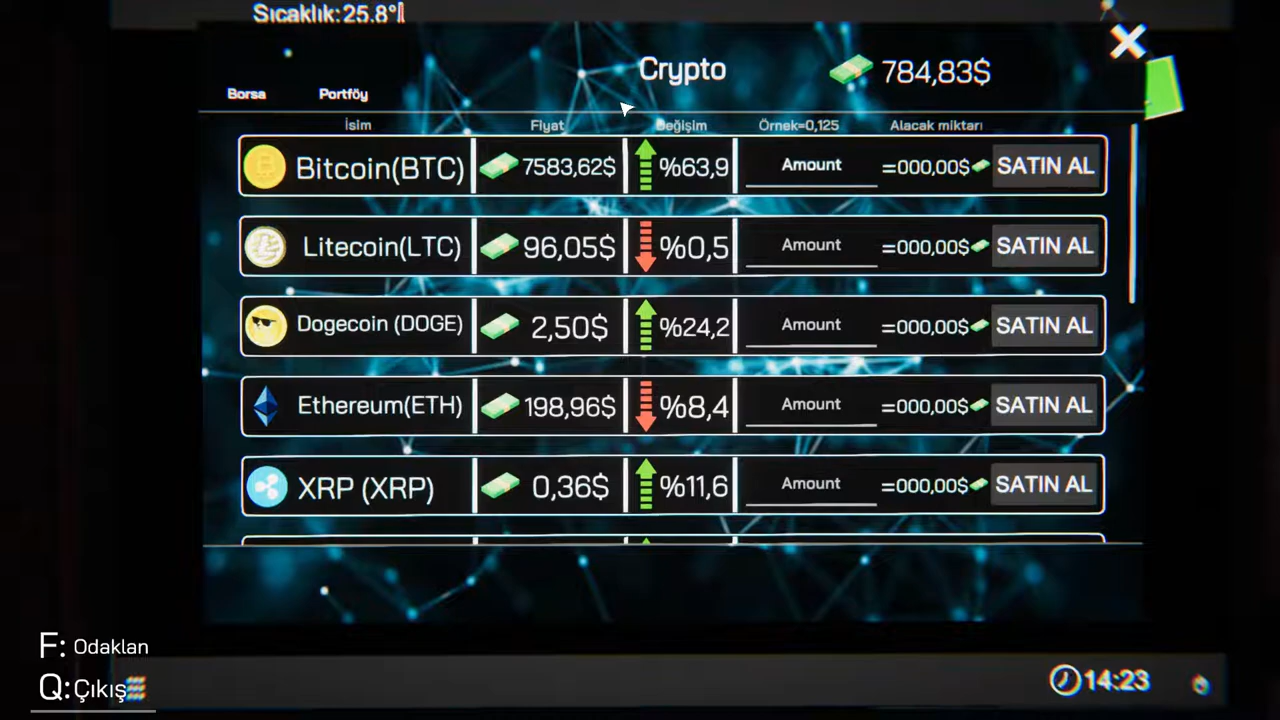 Sıcaklık: 25.8°
Crypto
784,83$
Borsa
Portföy
İsim
Fiyat
Değişim
Örnek=0,125
Alacak miktarı
Bitcoin(BTC) 7583,62$ %63,9 Amount =000,00$ SATIN AL
Litecoin(LTC) 96,05$ %0,5 Amount =000,00$ SATIN AL
Dogecoin (DOGE) 2,50$ %24,2 Amount =000,00$ SATIN AL
Ethereum(ETH) 198,96$ %8,4 Amount =000,00$ SATIN AL
XRP (XRP) 0,36$ %11,6 Amount =000,00$ SATIN AL
F: Odaklan
Q: Çıkış
14:23